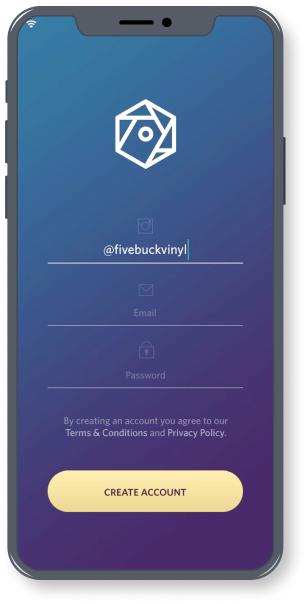 @fivebuckvinyl
Email
Password
By creating an account you agree to our
Terms & Conditions and Privacy Policy.
CREATE ACCOUNT